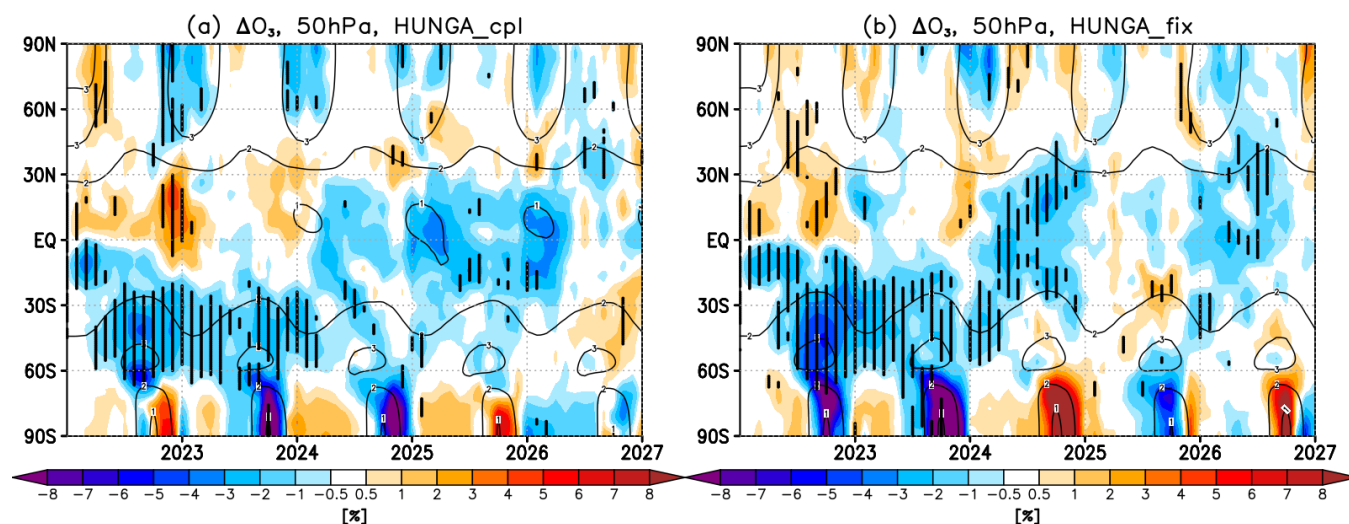 (a) ΔO₃, 50hPa, HUNGA_cpl
(b) ΔO₃, 50hPa, HUNGA_fix
90N
60N
30N
EQ
30S
60S
90S
2023 2024 2025 2026 2027
-8 -7 -6 -5 -4 -3 -2 -1 -0.5 0.5 1 2 3 4 5 6 7 8
[%]
90N
60N
30N
EQ
30S
60S
90S
2023 2024 2025 2026 2027
-8 -7 -6 -5 -4 -3 -2 -1 -0.5 0.5 1 2 3 4 5 6 7 8
[%]